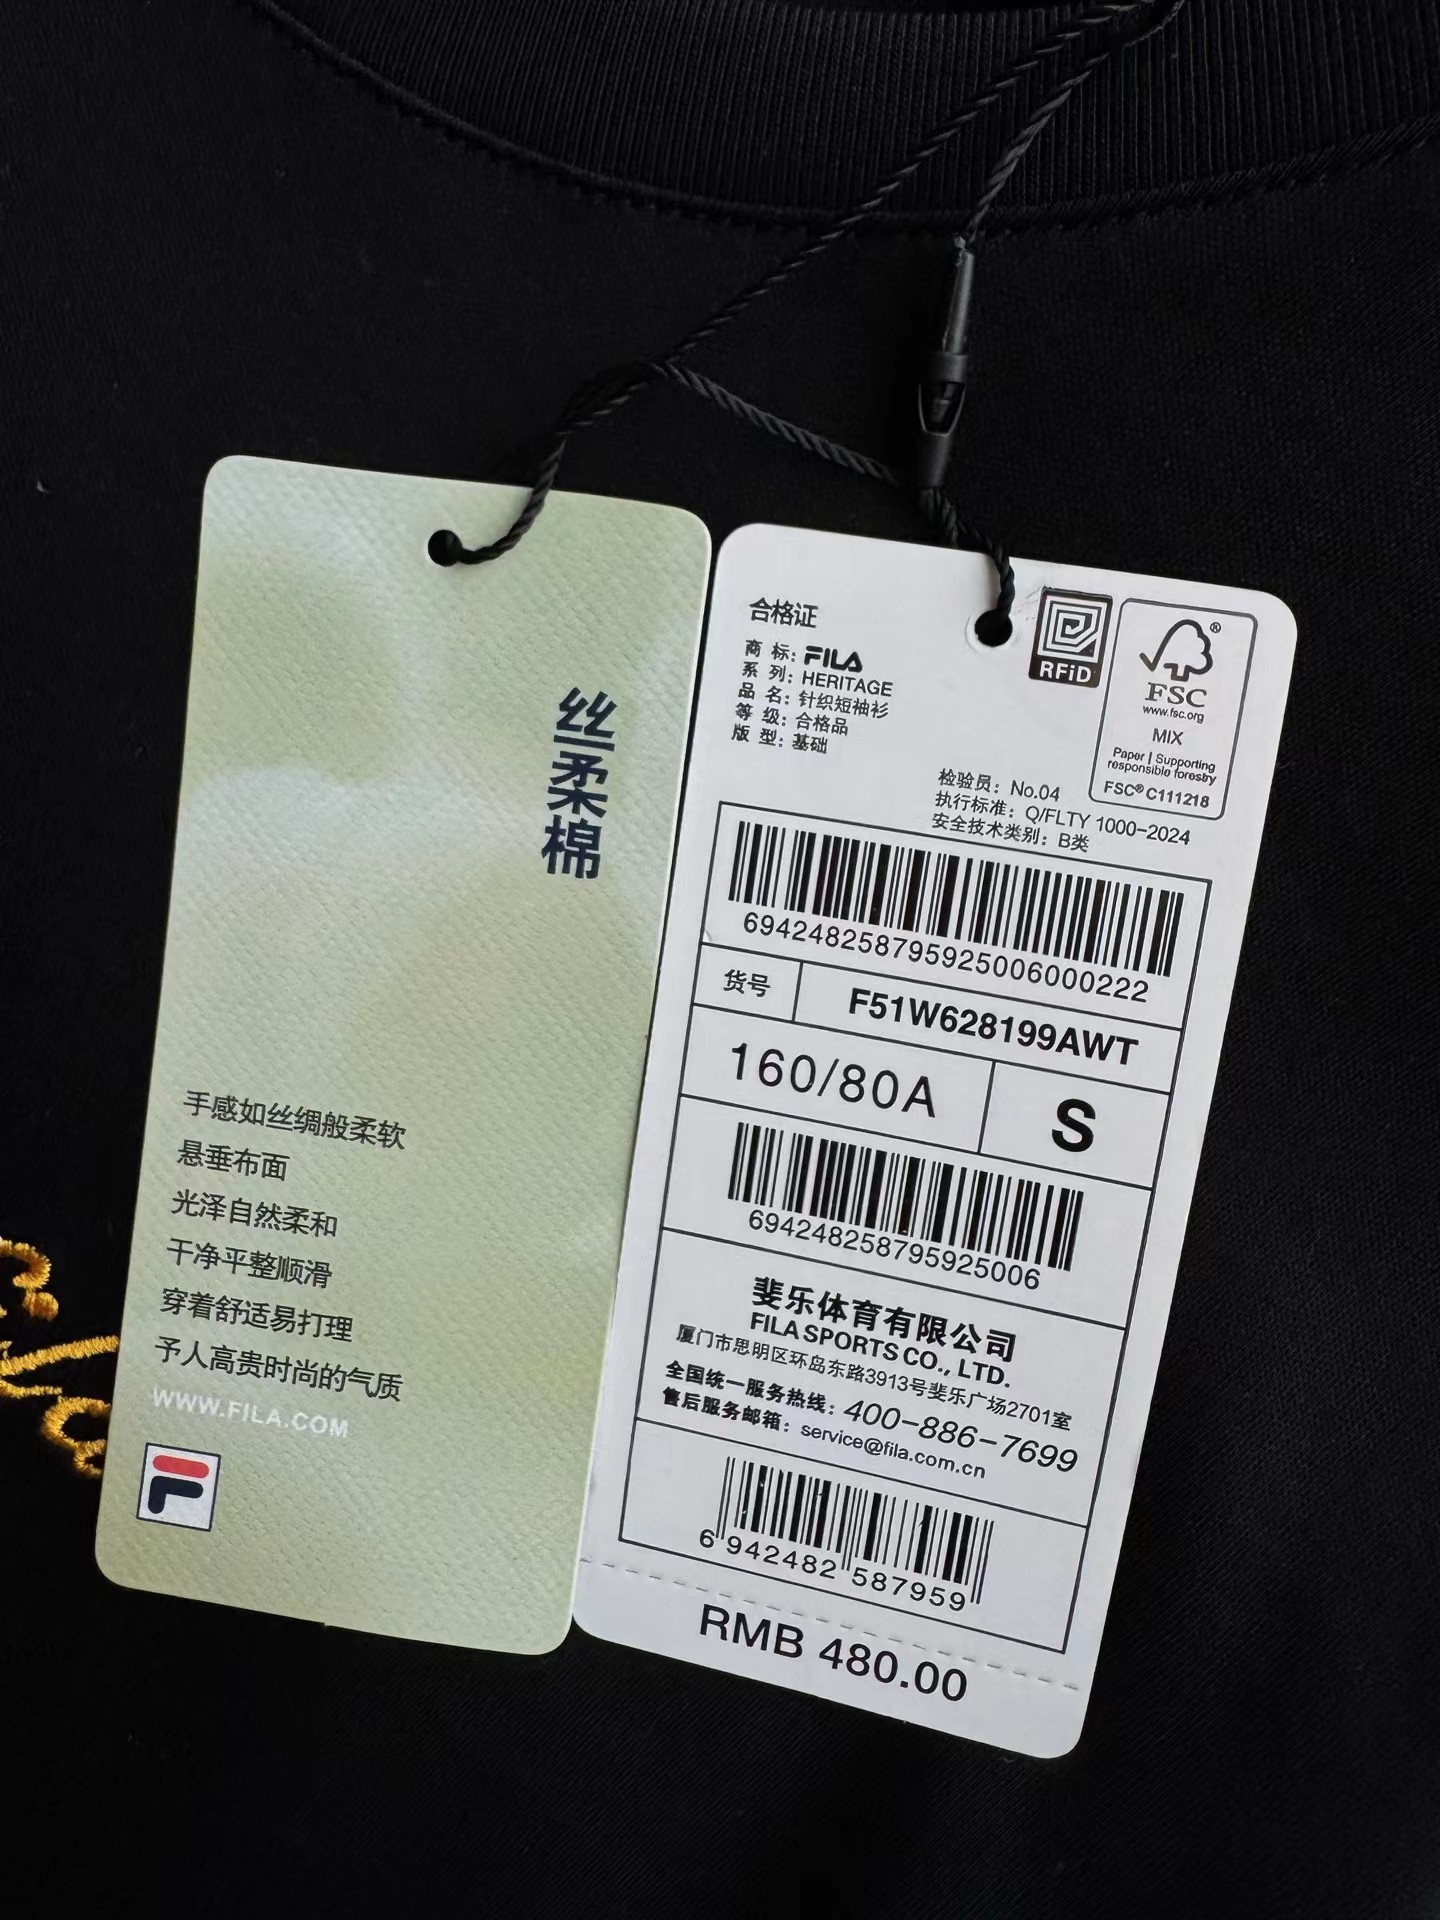 丝柔棉
手感如丝绸般柔软
悬垂布面
光泽自然柔和
干净平整顺滑
穿着舒适易打理
予人高贵时尚的气质
WWW.FILA.COM
合格证
商 标: FILA
系 列: HERITAGE
品 名: 针织短袖衫
等 级: 合格品
版 型: 基础
RFiD
®
FSC
www.fsc.org
MIX
Paper | Supporting
responsible forestry
FSC® C111218
检验员: No.04
执行标准: Q/FLTY 1000-2024
安全技术类别: B类
694248258795925006000222
货号 F51W628199AWT
160/80A S
694248258795925006
斐乐体育有限公司
FILA SPORTS CO., LTD.
厦门市思明区环岛东路3913号斐乐广场2701室
全国统一服务热线: 400-886-7699
售后服务邮箱: service@fila.com.cn
6 942482 587959
RMB 480.00